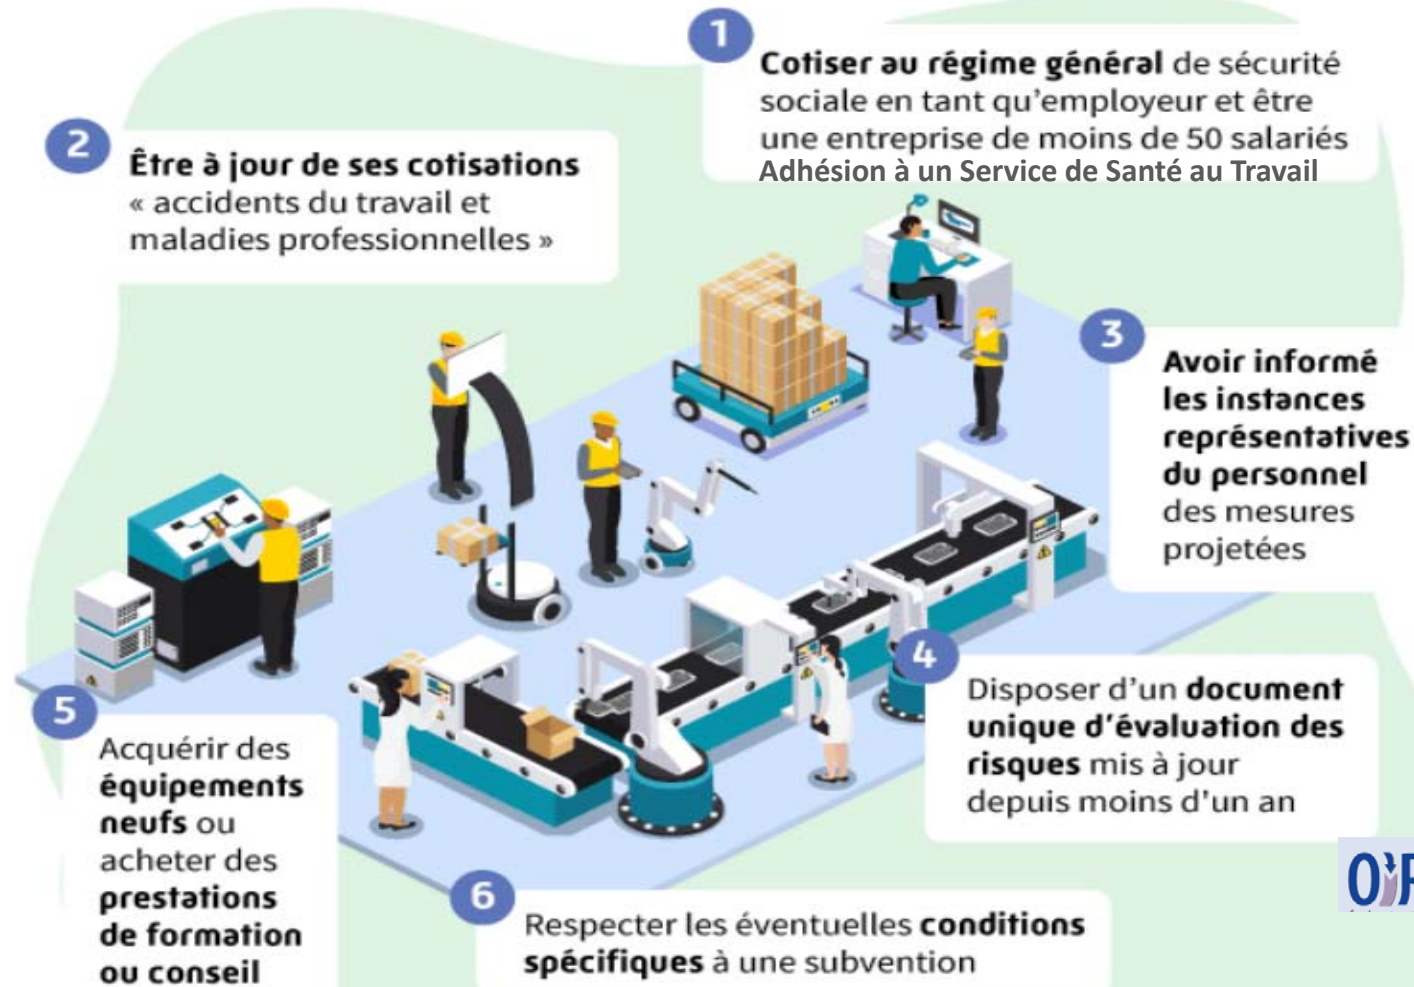 1
Cotiser au régime général de sécurité
sociale en tant qu'employeur et être
une entreprise de moins de 50 salariés
Adhésion à un Service de Santé au Travail
2
Être à jour de ses cotisations
« accidents du travail et
maladies professionnelles »
3
Avoir informé
les instances
représentatives
du personnel
des mesures
projetées
4
Disposer d'un document
unique d'évaluation des
risques mis à jour
depuis moins d'un an
5
Acquérir des
équipements
neufs ou
acheter des
prestations
de formation
ou conseil
6
Respecter les éventuelles conditions
spécifiques à une subvention